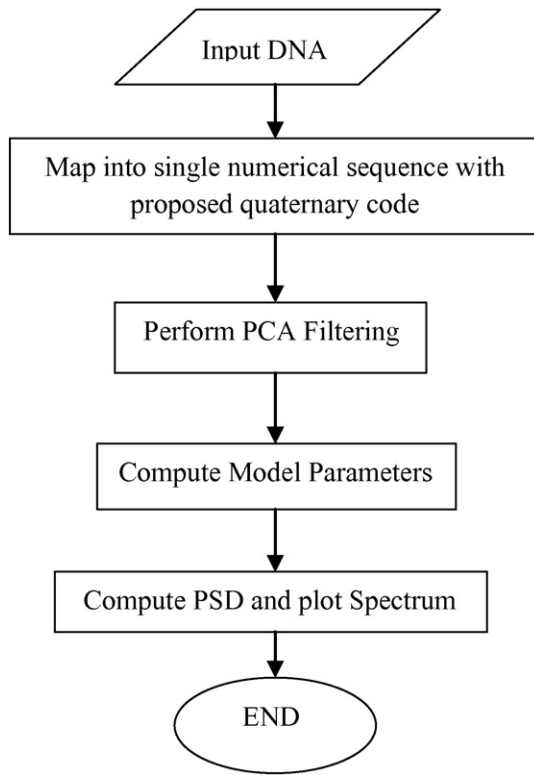 Input DNA
Map into single numerical sequence with
proposed quaternary code
Perform PCA Filtering
Compute Model Parameters
Compute PSD and plot Spectrum
END